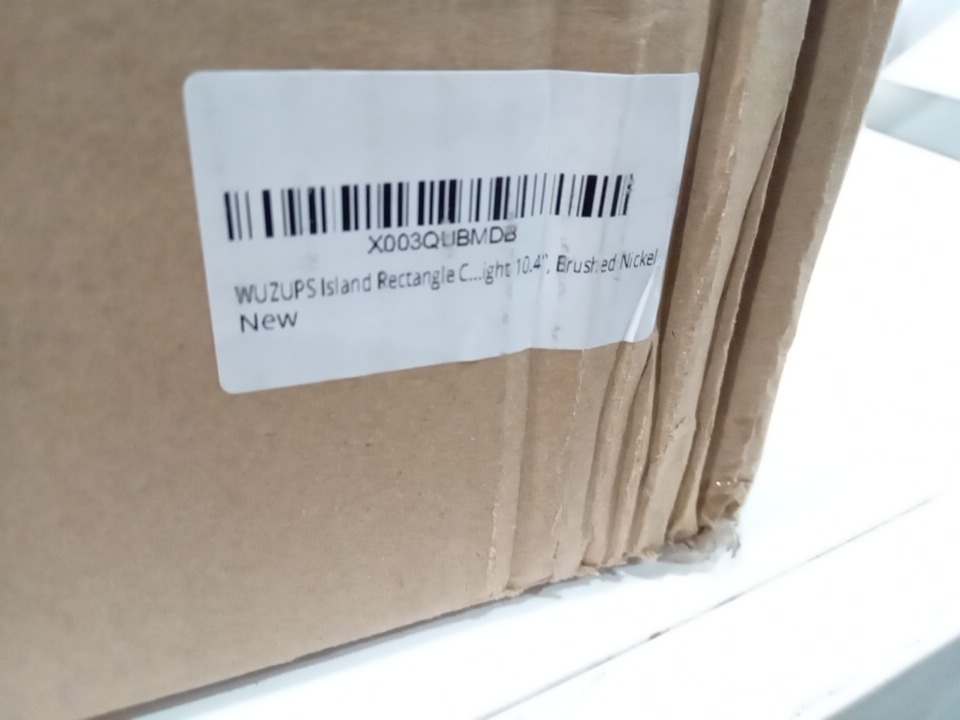 X003QUBMDB
WUZUPS Island Rectangle C...ight 10.4", Brushed Nickel
New